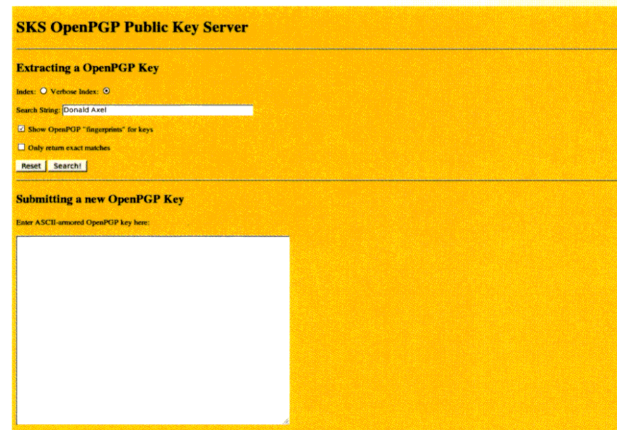 SKS OpenPGP Public Key Server
Extracting a OpenPGP Key
Index: Verbose Index:
Search String: Donald Axel
Show OpenPGP "fingerprints" for keys
Only return exact matches
Reset Search!
Submitting a new OpenPGP Key
Enter ASCII-armored OpenPGP key here: